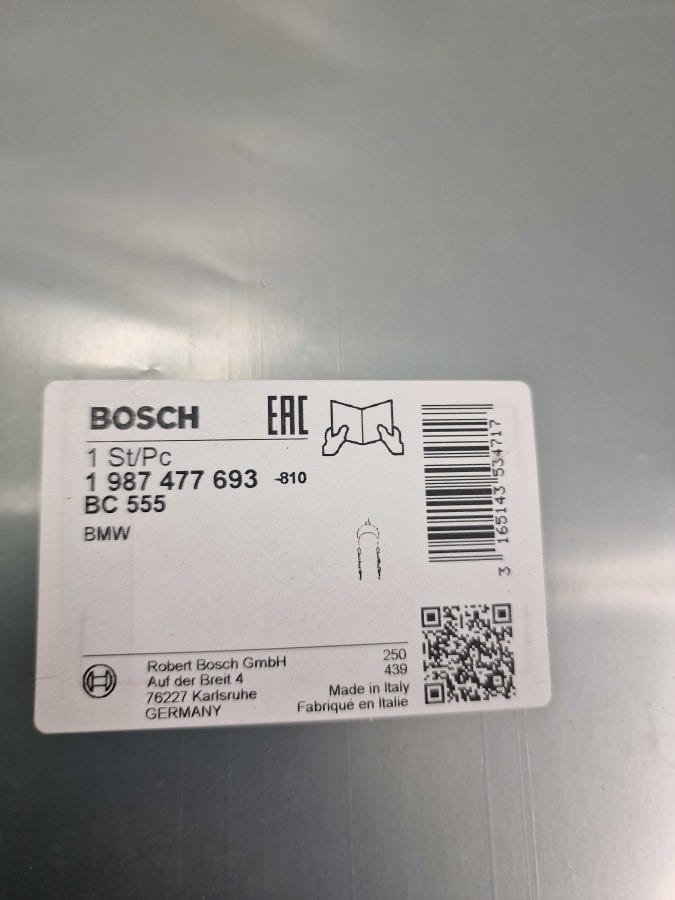 BOSCH
EAC
1 St/Pc
1 987 477 693 -810
BC 555
BMW
3 165143 534717
Robert Bosch GmbH
Auf der Breit 4
76227 Karlsruhe
GERMANY
250
439
Made in Italy
Fabriqué en Italie